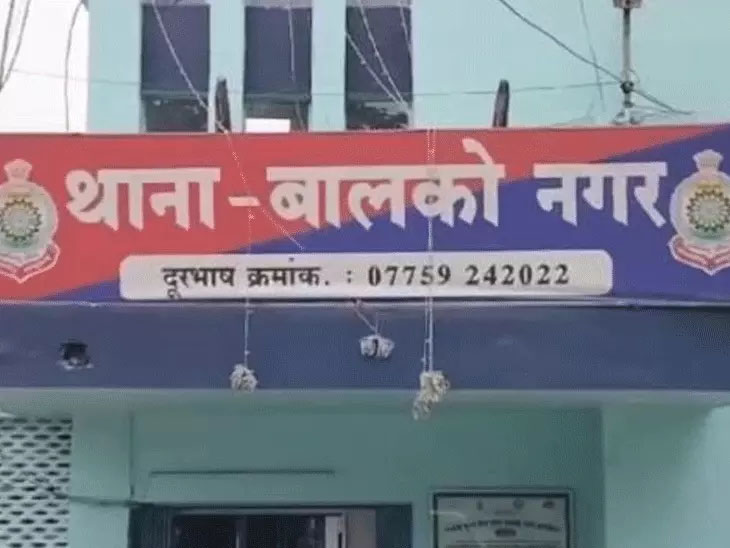 थाना - बालको नगर
दूरभाष क्रमांक. : 07759 242022